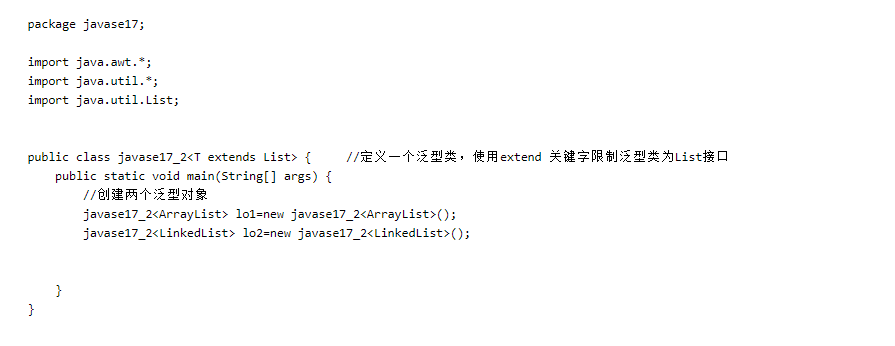 package javase17;
import java.awt.*;
import java.util.*;
import java.util.List;
public class javase17_2<T extends List> {     //定义一个泛型类，使用extend 关键字限制泛型类为List接口
    public static void main(String[] args) {
        //创建两个泛型对象
        javase17_2<ArrayList> lo1=new javase17_2<ArrayList>();
        javase17_2<LinkedList> lo2=new javase17_2<LinkedList>();
    }
}